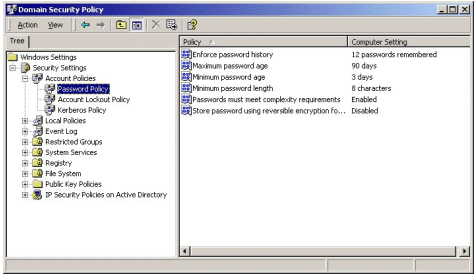 Domain Security Policy
Action View
Tree
Windows Settings
Security Settings
Account Policies
Password Policy
Account Lockout Policy
Kerberos Policy
Local Policies
Event Log
Restricted Groups
System Services
Registry
File System
Public Key Policies
IP Security Policies on Active Directory
Policy Computer Setting
Enforce password history 12 passwords remembered
Maximum password age 90 days
Minimum password age 3 days
Minimum password length 8 characters
Passwords must meet complexity requirements Enabled
Store password using reversible encryption fo... Disabled